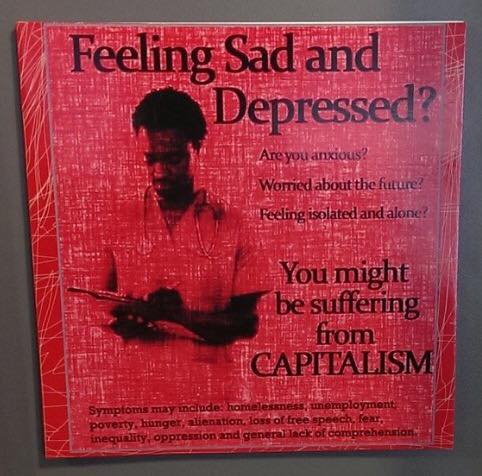 Feeling Sad and
Depressed?
Are you anxious?
Worried about the future?
Feeling isolated and alone?
You might
be suffering
from
CAPITALISM
Symptoms may include: homelessness, unemployment,
poverty, hunger, alienation, loss of free speech, fear,
inequality, oppression and general lack of comprehension.